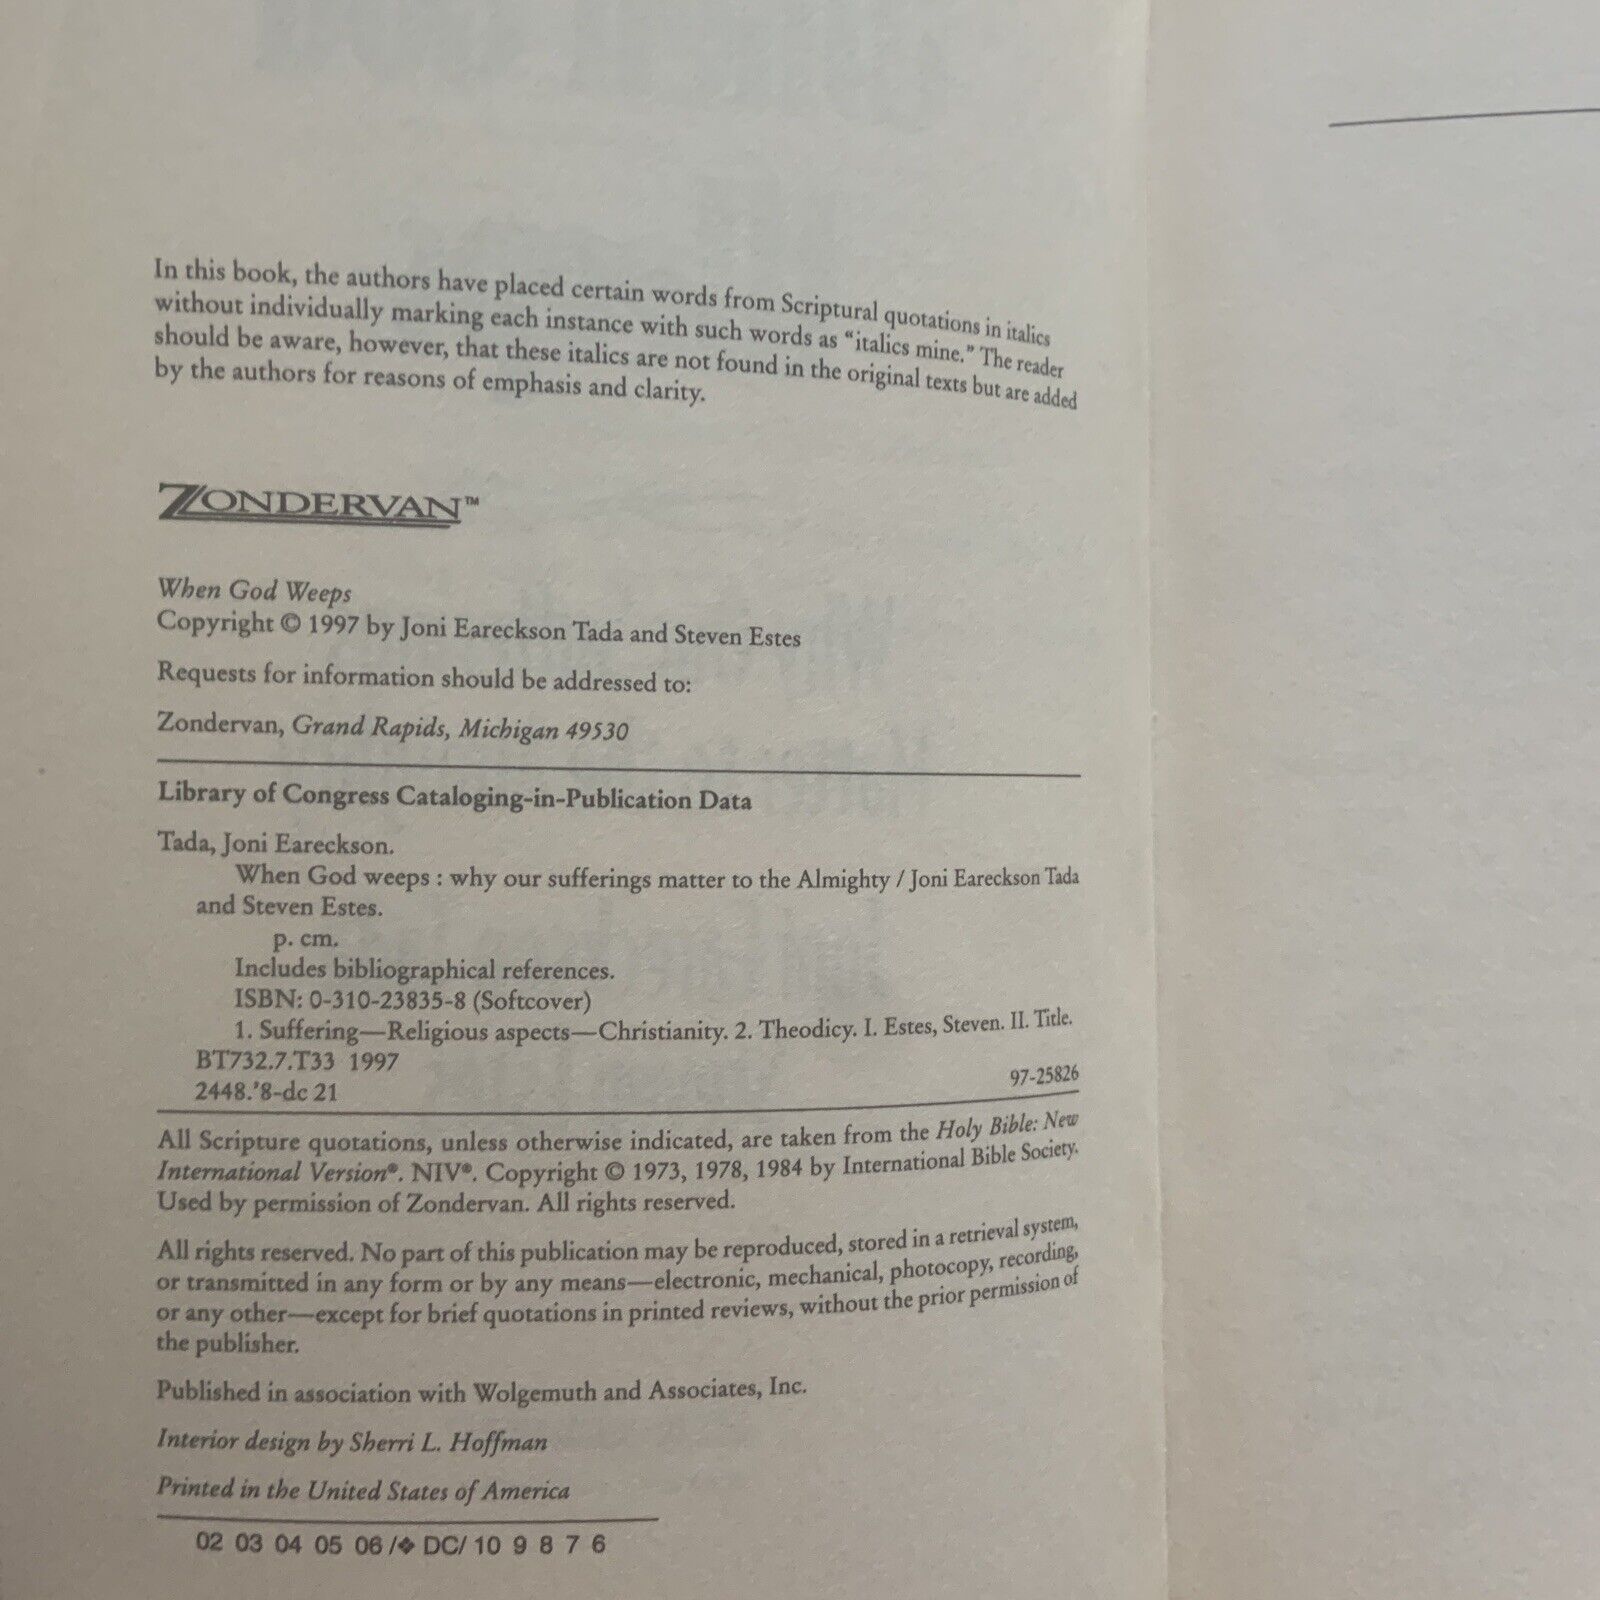 In this book, the authors have placed certain words from Scriptural quotations in italics
without individually marking each instance with such words as “italics mine.” The reader
should be aware, however, that these italics are not found in the original texts but are added
by the authors for reasons of emphasis and clarity.
ZONDERVAN™
When God Weeps
Copyright © 1997 by Joni Eareckson Tada and Steven Estes
Requests for information should be addressed to:
Zondervan, Grand Rapids, Michigan 49530
Library of Congress Cataloging-in-Publication Data
Tada, Joni Eareckson.
When God weeps : why our sufferings matter to the Almighty / Joni Eareckson Tada
and Steven Estes.
p. cm.
Includes bibliographical references.
ISBN: 0-310-23835-8 (Softcover)
1. Suffering—Religious aspects—Christianity. 2. Theodicy. I. Estes, Steven. II. Title.
BT732.7.T33 1997
2448.'8-dc 21 97-25826
All Scripture quotations, unless otherwise indicated, are taken from the Holy Bible: New
International Version®. NIV®. Copyright © 1973, 1978, 1984 by International Bible Society.
Used by permission of Zondervan. All rights reserved.
All rights reserved. No part of this publication may be reproduced, stored in a retrieval system,
or transmitted in any form or by any means—electronic, mechanical, photocopy, recording,
or any other—except for brief quotations in printed reviews, without the prior permission of
the publisher.
Published in association with Wolgemuth and Associates, Inc.
Interior design by Sherri L. Hoffman
Printed in the United States of America
02 03 04 05 06 /❖ DC/ 10 9 8 7 6